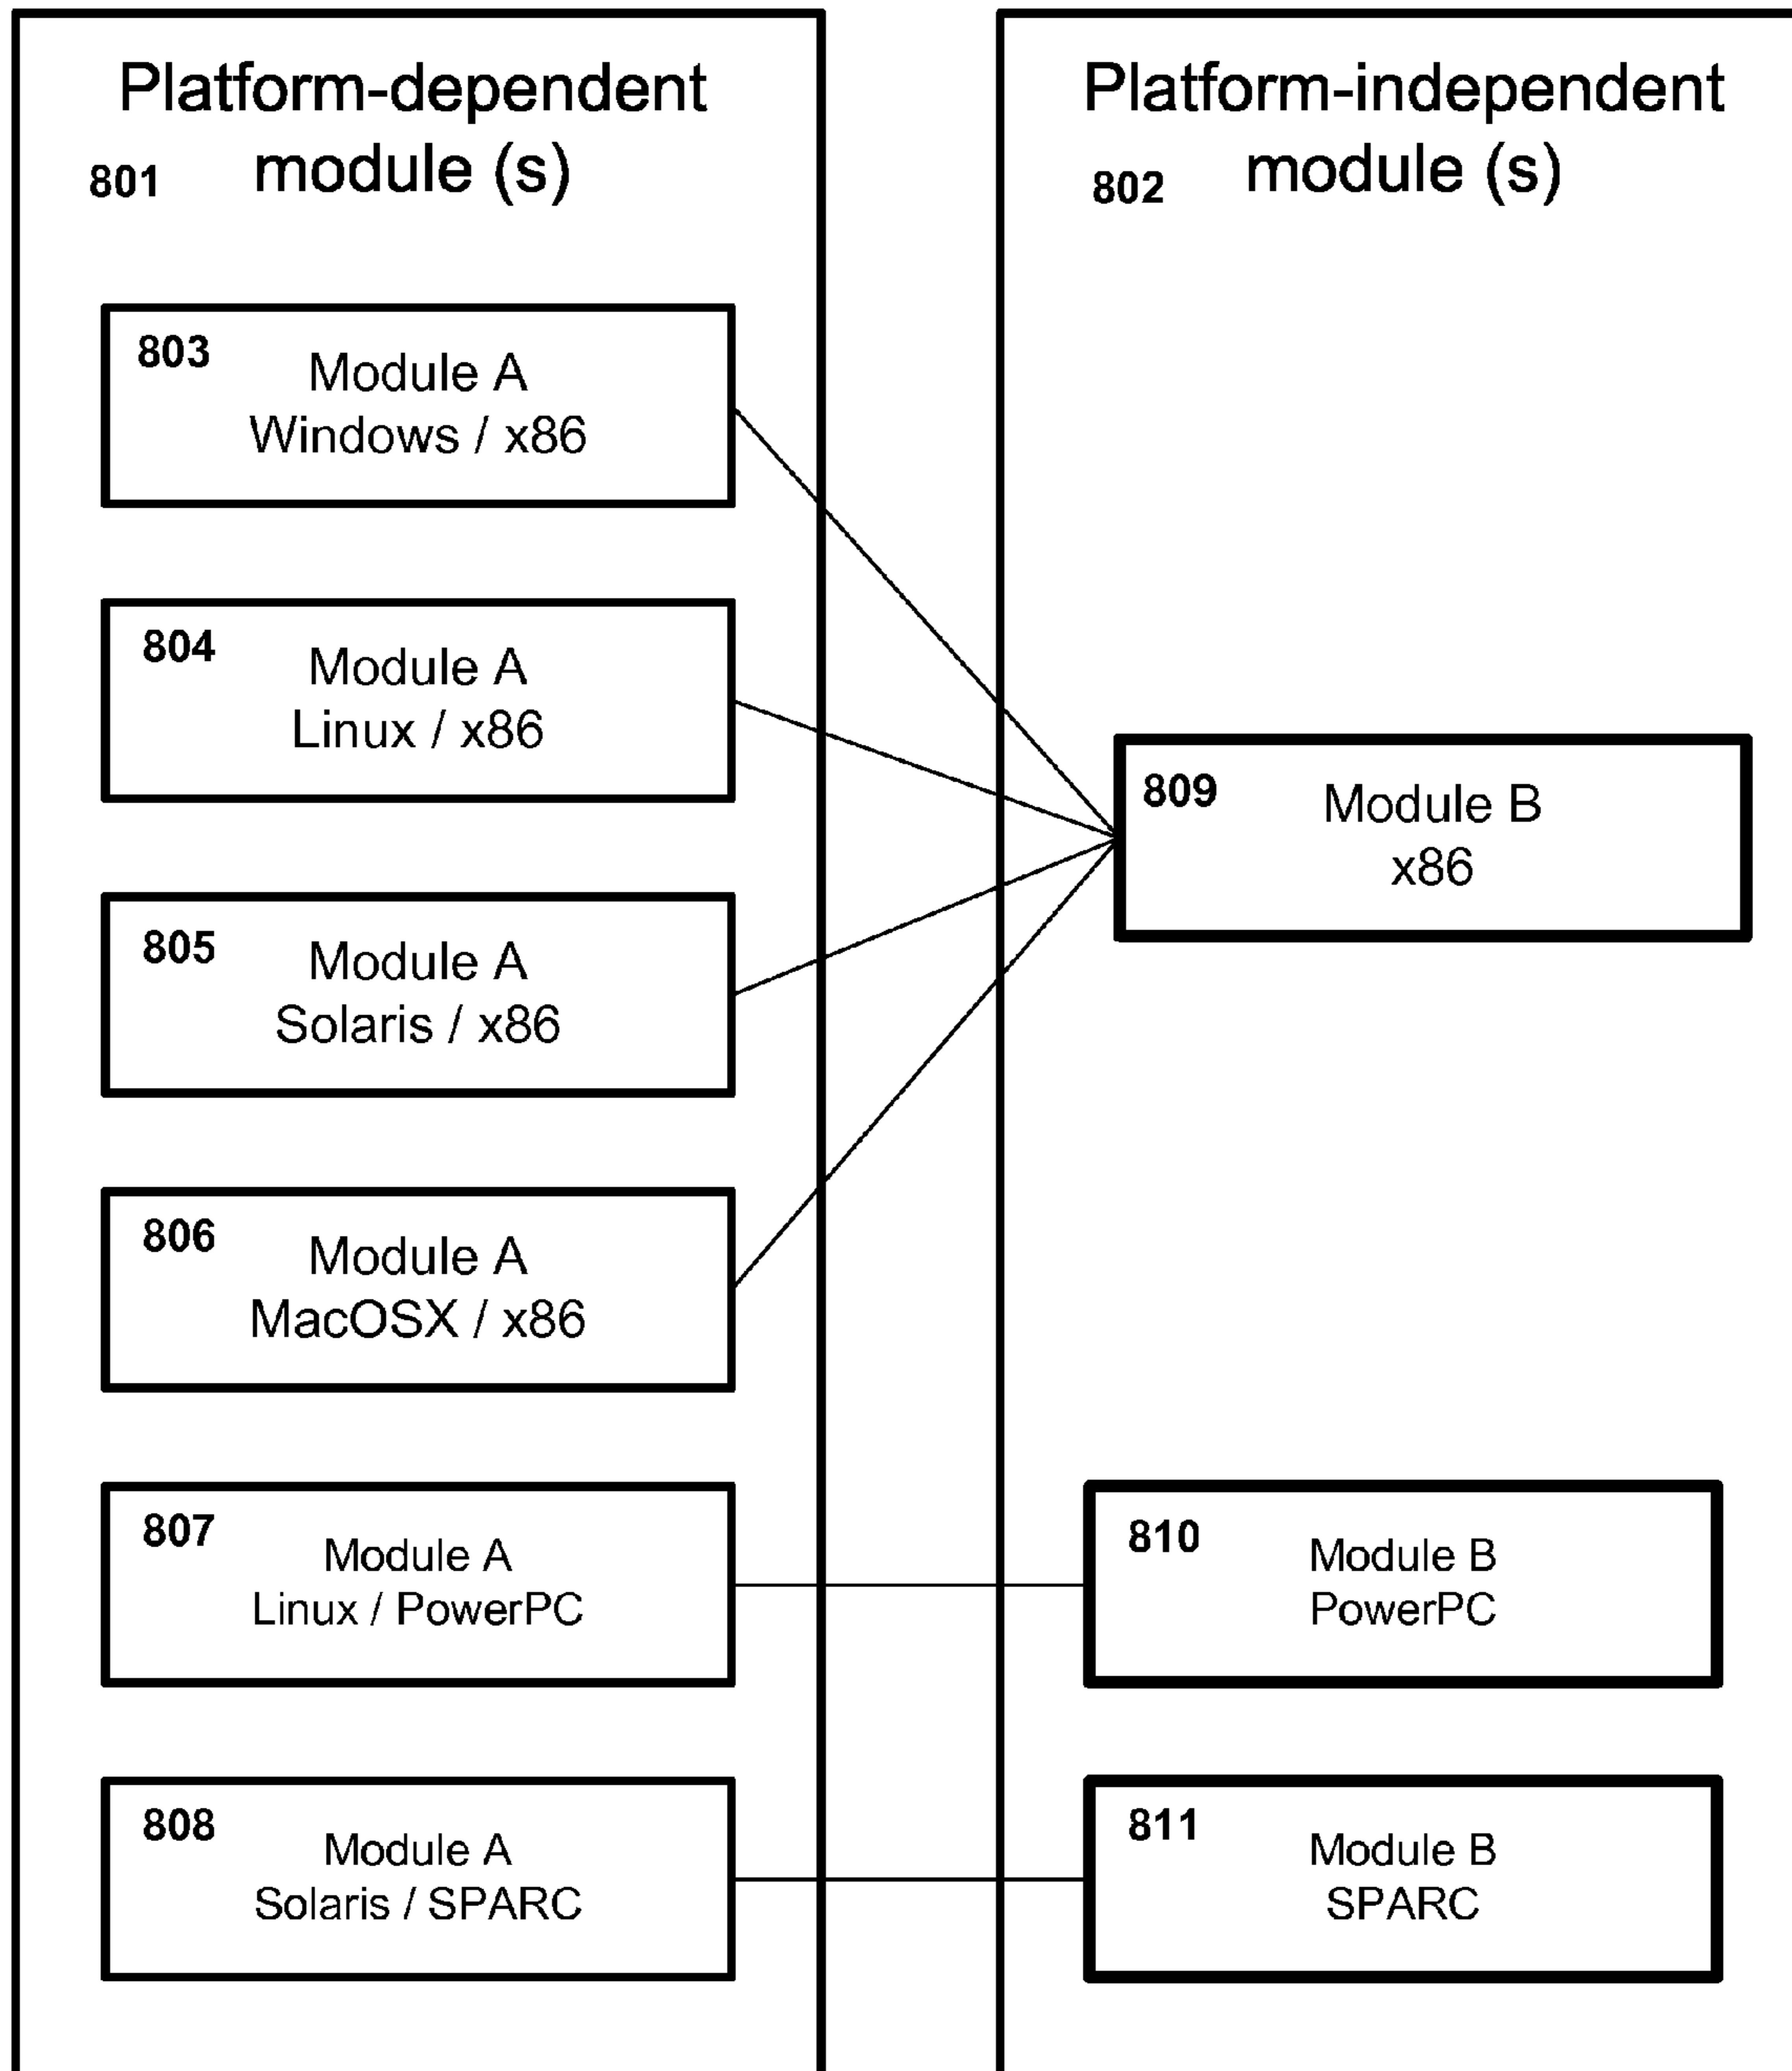 Platform-dependent
801 module (s)
803
Module A
Windows / x86
804
Module A
Linux / x86
805
Module A
Solaris / x86
806
Module A
MacOSX / x86
807
Module A
Linux / PowerPC
808
Module A
Solaris / SPARC
Platform-independent
802 module (s)
809
Module B
x86
810
Module B
PowerPC
811
Module B
SPARC